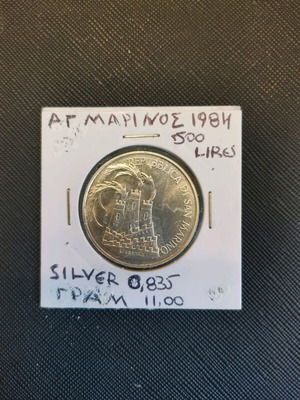 ΑΓ ΜΑΡΙΝΟΣ 1984
500
LIRES
REPUBBLICA DI SAN MARINO
SILVER 0,835
ΓΡΑΜ 11,00